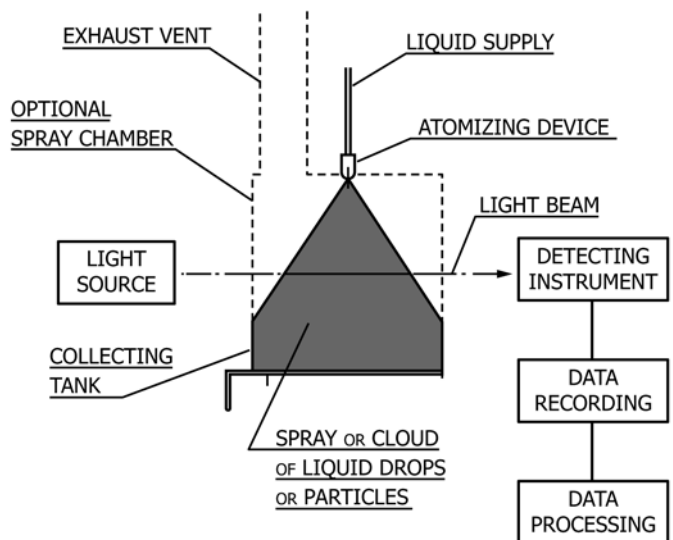 EXHAUST VENT
LIQUID SUPPLY
OPTIONAL
SPRAY CHAMBER
ATOMIZING DEVICE
LIGHT BEAM
LIGHT
SOURCE
DETECTING
INSTRUMENT
COLLECTING
TANK
DATA
RECORDING
SPRAY OR CLOUD
OF LIQUID DROPS
OR PARTICLES
DATA
PROCESSING